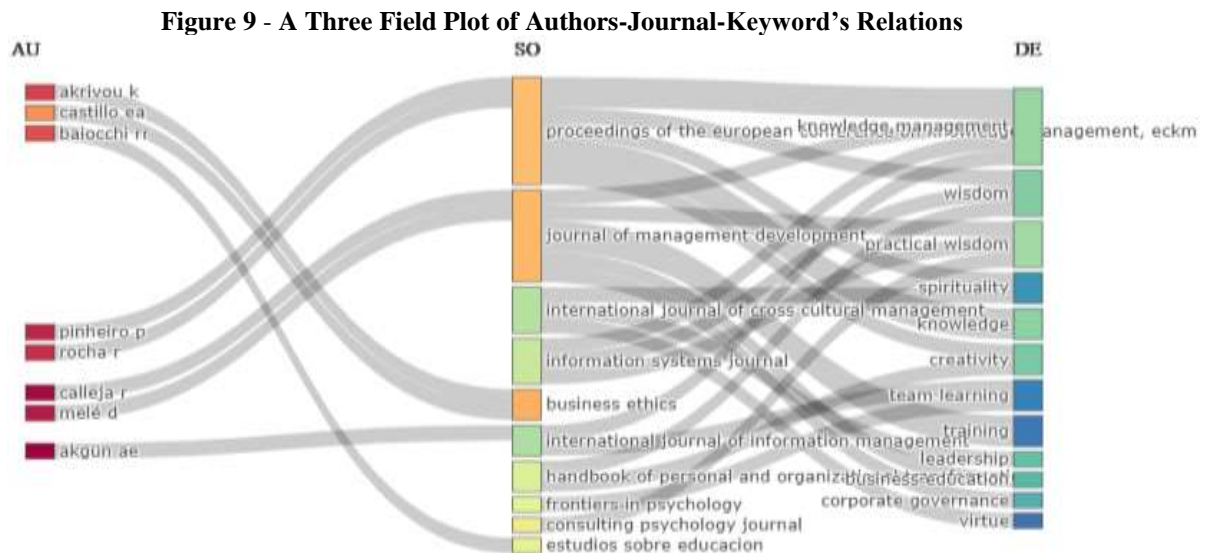 Figure 9 - A Three Field Plot of Authors-Journal-Keyword's Relations
AU
SO
DE
akrivou k
castillo ea
baiocchi rr
pinheiro p
rocha r
calleja r
melé d
akgün ae
proceedings of the european management, eckm
journal of management development
international journal of cross cultural management
information systems journal
business ethics
international journal of information management
handbook of personal and
frontiers in psychology
consulting psychology journal
estudios sobre educacion
knowledge management
wisdom
practical wisdom
spirituality
knowledge
creativity
team learning
training
leadership
business education
corporate governance
virtue